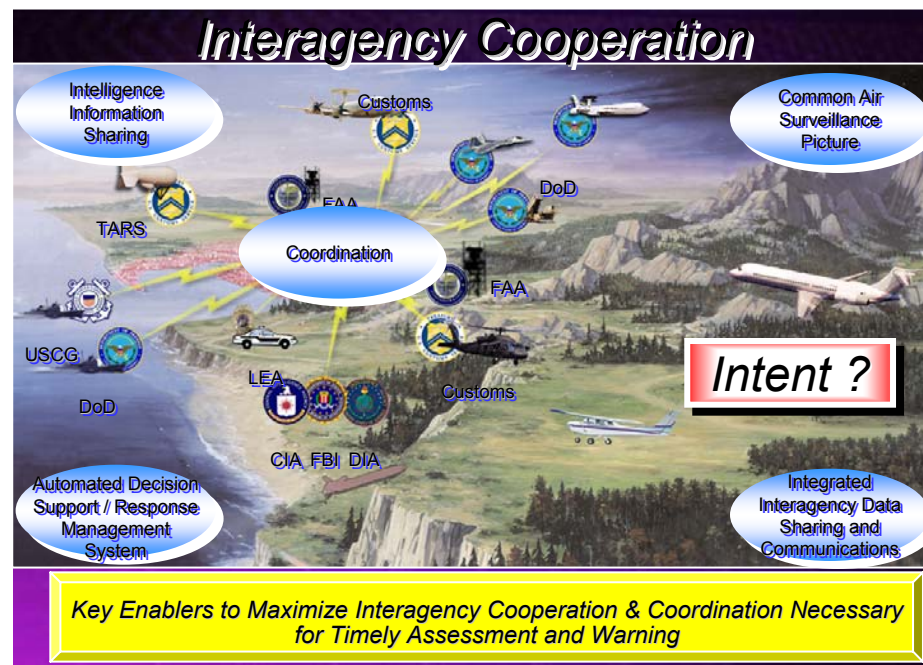 Interagency Cooperation
Intelligence
Information
Sharing
Customs
Common Air
Surveillance
Picture
DoD
FAA
TARS
Coordination
FAA
USCG
LEA
Customs
DoD
Intent ?
CIA FBI DIA
Automated Decision
Support / Response
Management
System
Integrated
Interagency Data
Sharing and
Communications
Key Enablers to Maximize Interagency Cooperation & Coordination Necessary
for Timely Assessment and Warning